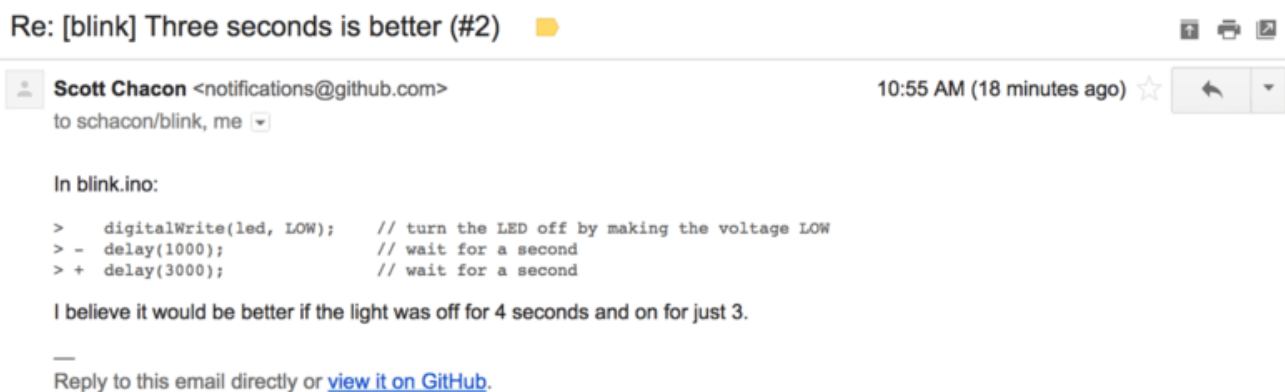 Re: [blink] Three seconds is better (#2)
Scott Chacon <notifications@github.com> 10:55 AM (18 minutes ago)
to schacon/blink, me
In blink.ino:
>    digitalWrite(led, LOW);    // turn the LED off by making the voltage LOW
> -  delay(1000);               // wait for a second
> +  delay(3000);               // wait for a second
I believe it would be better if the light was off for 4 seconds and on for just 3.
—
Reply to this email directly or view it on GitHub.